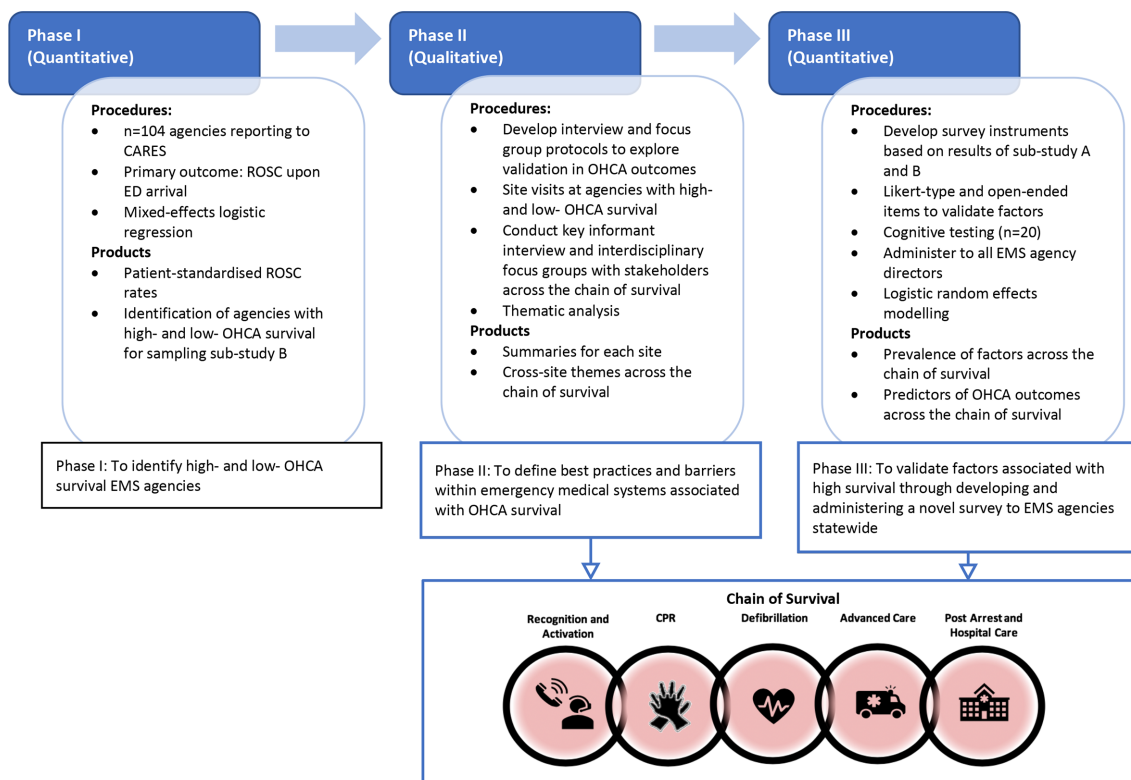 Phase I
(Quantitative)
Procedures:
• n=104 agencies reporting to
CARES
• Primary outcome: ROSC upon
ED arrival
• Mixed-effects logistic
regression
Products
• Patient-standardised ROSC
rates
• Identification of agencies with
high- and low- OHCA survival
for sampling sub-study B
Phase I: To identify high- and low- OHCA
survival EMS agencies
Phase II
(Qualitative)
Procedures:
• Develop interview and focus
group protocols to explore
validation in OHCA outcomes
• Site visits at agencies with high-
and low- OHCA survival
• Conduct key informant
interview and interdisciplinary
focus groups with stakeholders
across the chain of survival
• Thematic analysis
Products
• Summaries for each site
• Cross-site themes across the
chain of survival
Phase II: To define best practices and barriers
within emergency medical systems associated
with OHCA survival
Phase III
(Quantitative)
Procedures:
• Develop survey instruments
based on results of sub-study A
and B
• Likert-type and open-ended
items to validate factors
• Cognitive testing (n=20)
• Administer to all EMS agency
directors
• Logistic random effects
modelling
Products
• Prevalence of factors across the
chain of survival
• Predictors of OHCA outcomes
across the chain of survival
Phase III: To validate factors associated with
high survival through developing and
administering a novel survey to EMS agencies
statewide
Chain of Survival
Recognition and
Activation
CPR
Defibrillation
Advanced Care
Post Arrest and
Hospital Care